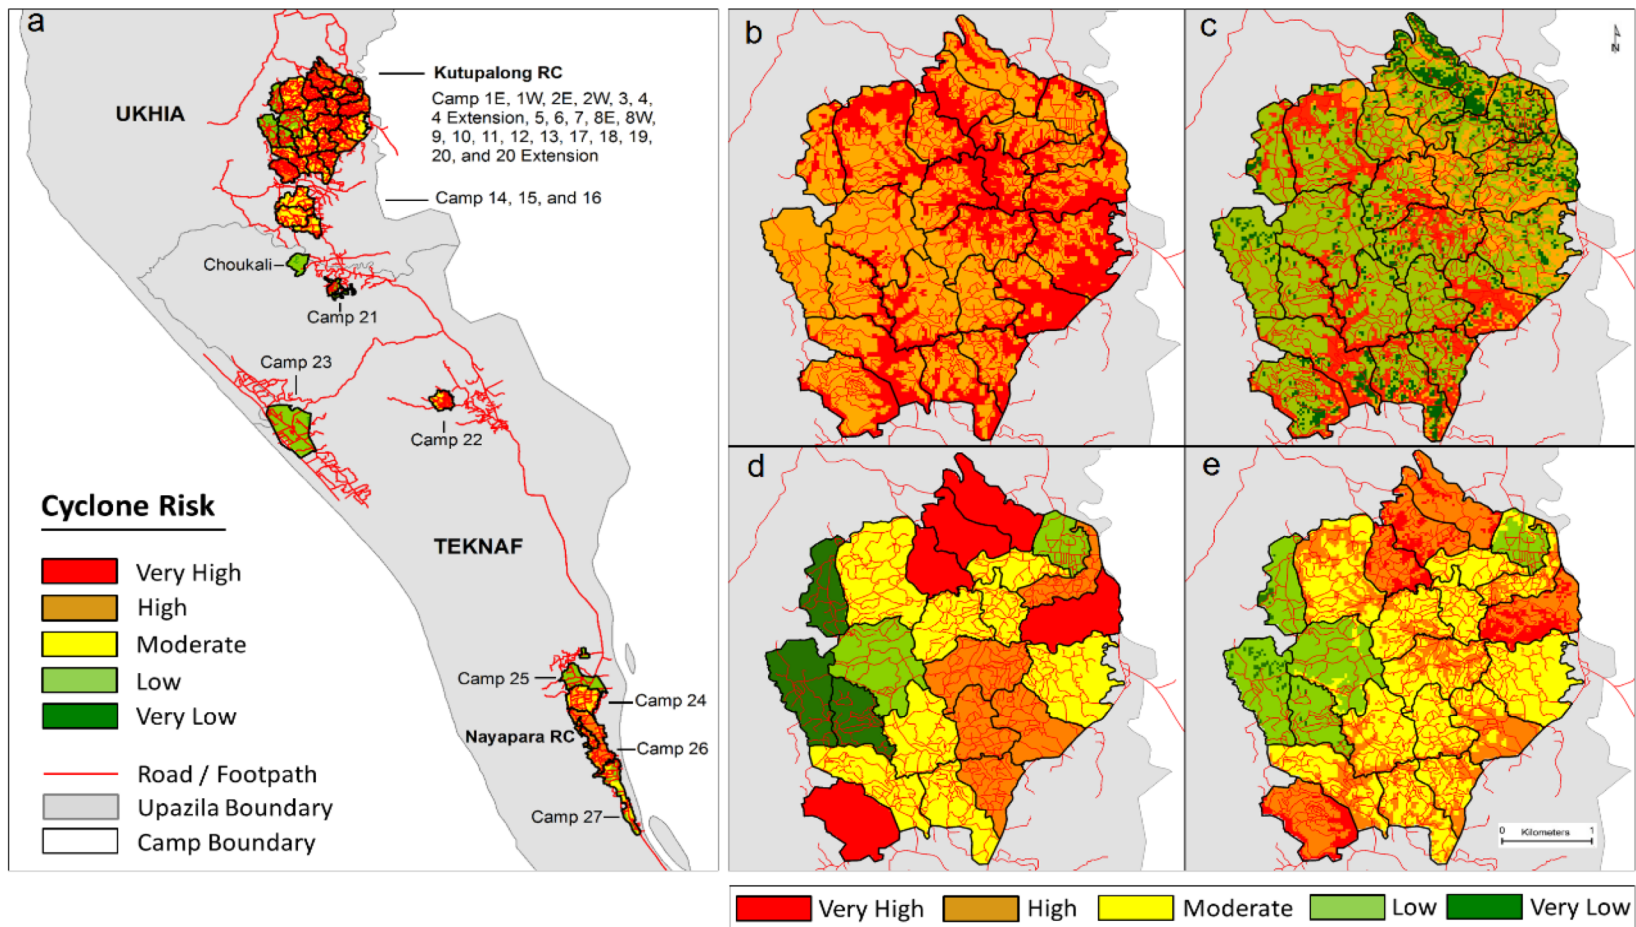 a
Kutupalong RC
Camp 1E, 1W, 2E, 2W, 3, 4,
4 Extension, 5, 6, 7, 8E, 8W,
9, 10, 11, 12, 13, 17, 18, 19,
20, and 20 Extension
UKHIA
Camp 14, 15, and 16
Choukali
Camp 21
Camp 23
Camp 22
Cyclone Risk
Very High
High
Moderate
Low
Very Low
Road / Footpath
Upazila Boundary
Camp Boundary
TEKNAF
Camp 25
Camp 24
Nayapara RC
Camp 26
Camp 27
b
c
N
d
e
0 Kilometers 1
Very High High Moderate Low Very Low